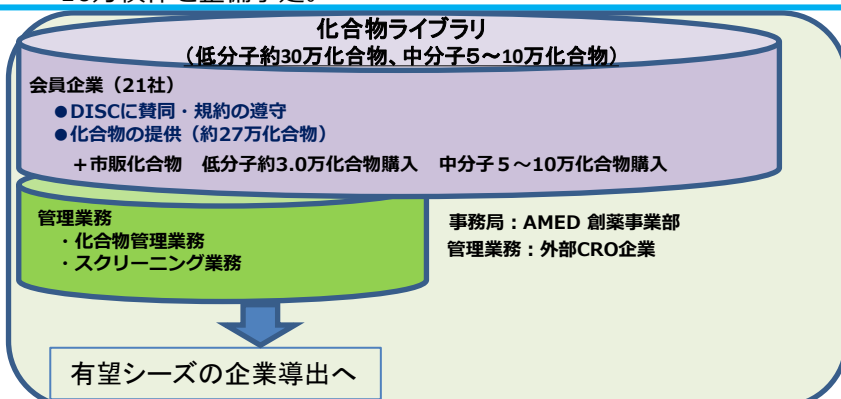 化合物ライブラリ
（低分子約30万化合物、中分子５～10万化合物）
会員企業（21社）
●DISCに賛同・規約の遵守
●化合物の提供（約27万化合物）
＋市販化合物　低分子約3.0万化合物購入　中分子５～10万化合物購入
管理業務
・化合物管理業務
・スクリーニング業務
事務局：AMED 創薬事業部
管理業務：外部CRO企業
有望シーズの企業導出へ